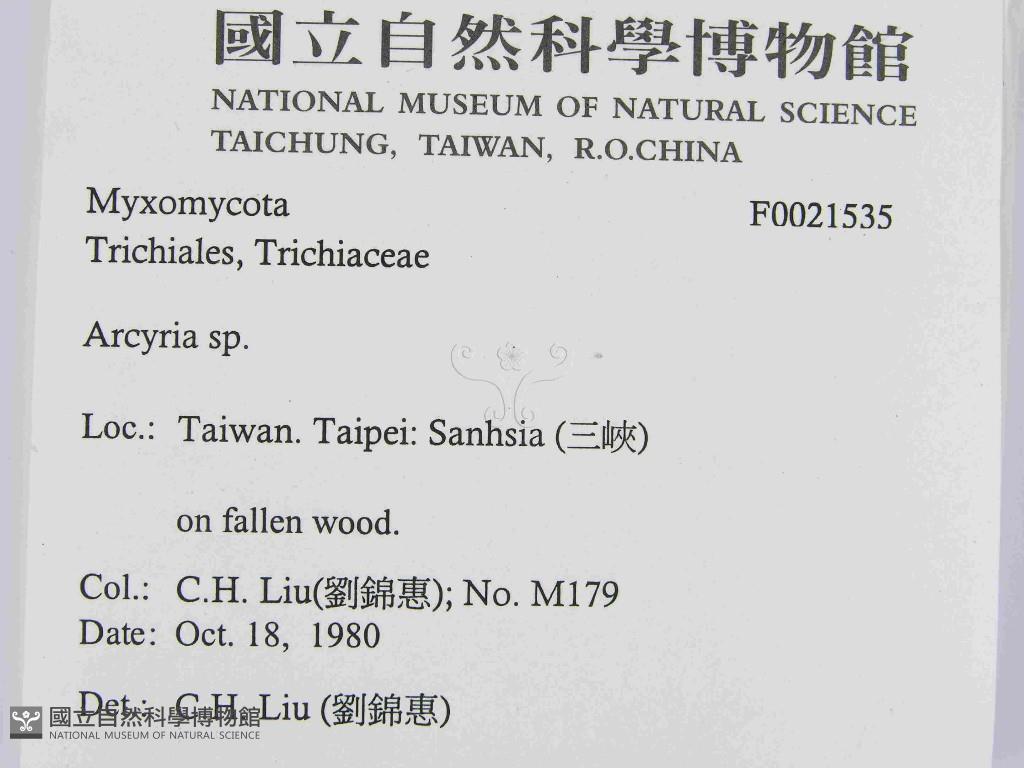 國立自然科學博物館
NATIONAL MUSEUM OF NATURAL SCIENCE
TAICHUNG, TAIWAN, R.O.CHINA
Myxomycota F0021535
Trichiales, Trichiaceae
Arcyria sp.
Loc.: Taiwan. Taipei: Sanhsia (三峽)
on fallen wood.
Col.: C.H. Liu(劉錦惠); No. M179
Date: Oct. 18, 1980
Det.: C.H. Liu (劉錦惠)
國立自然科學博物館
NATIONAL MUSEUM OF NATURAL SCIENCE